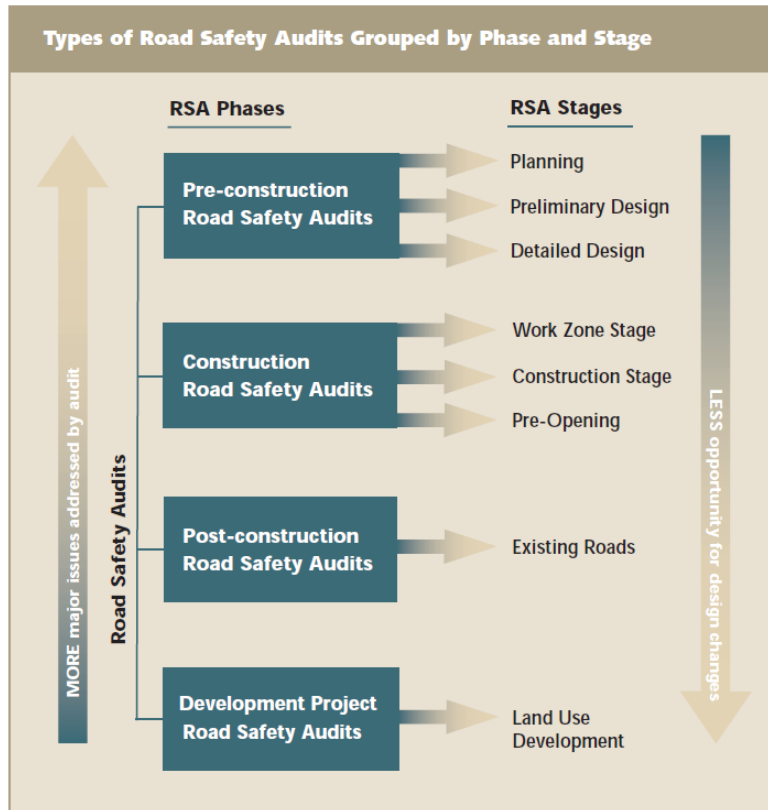 Types of Road Safety Audits Grouped by Phase and Stage
RSA Phases
RSA Stages
Pre-construction
Road Safety Audits
Planning
Preliminary Design
Detailed Design
Construction
Road Safety Audits
Work Zone Stage
Construction Stage
Pre-Opening
Post-construction
Road Safety Audits
Existing Roads
Development Project
Road Safety Audits
Land Use
Development
MORE major issues addressed by audit
Road Safety Audits
LESS opportunity for design changes